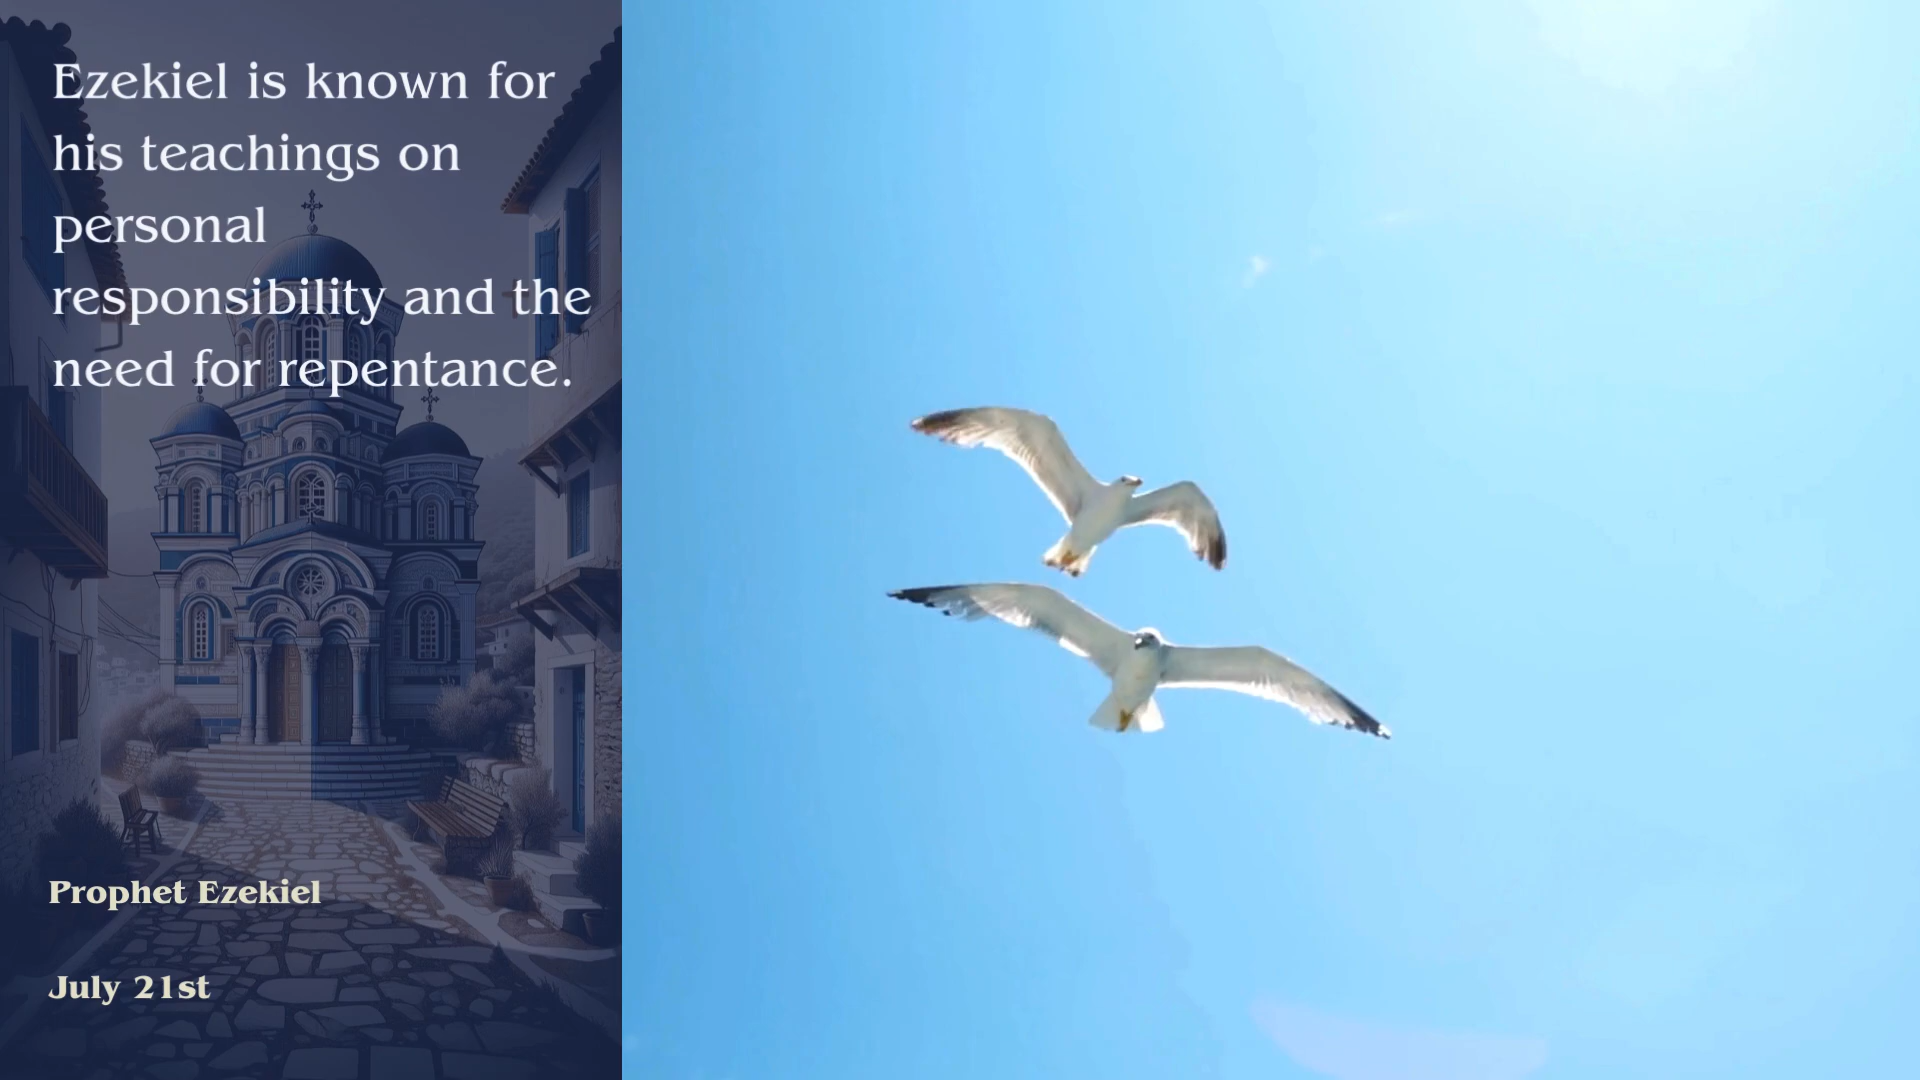 Ezekiel is known for
his teachings on
personal
responsibility and the
need for repentance.
Prophet Ezekiel
July 21st